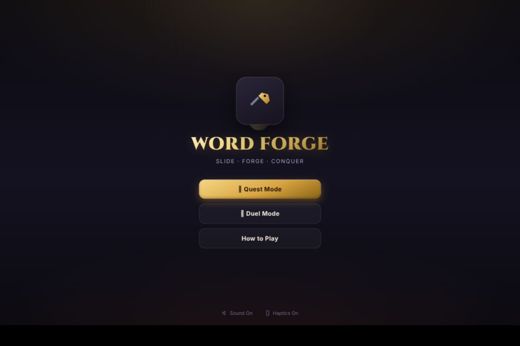 WORD FORGE
SLIDE · FORGE · CONQUER
Quest Mode
Duel Mode
How to Play
Sound On
Haptics On